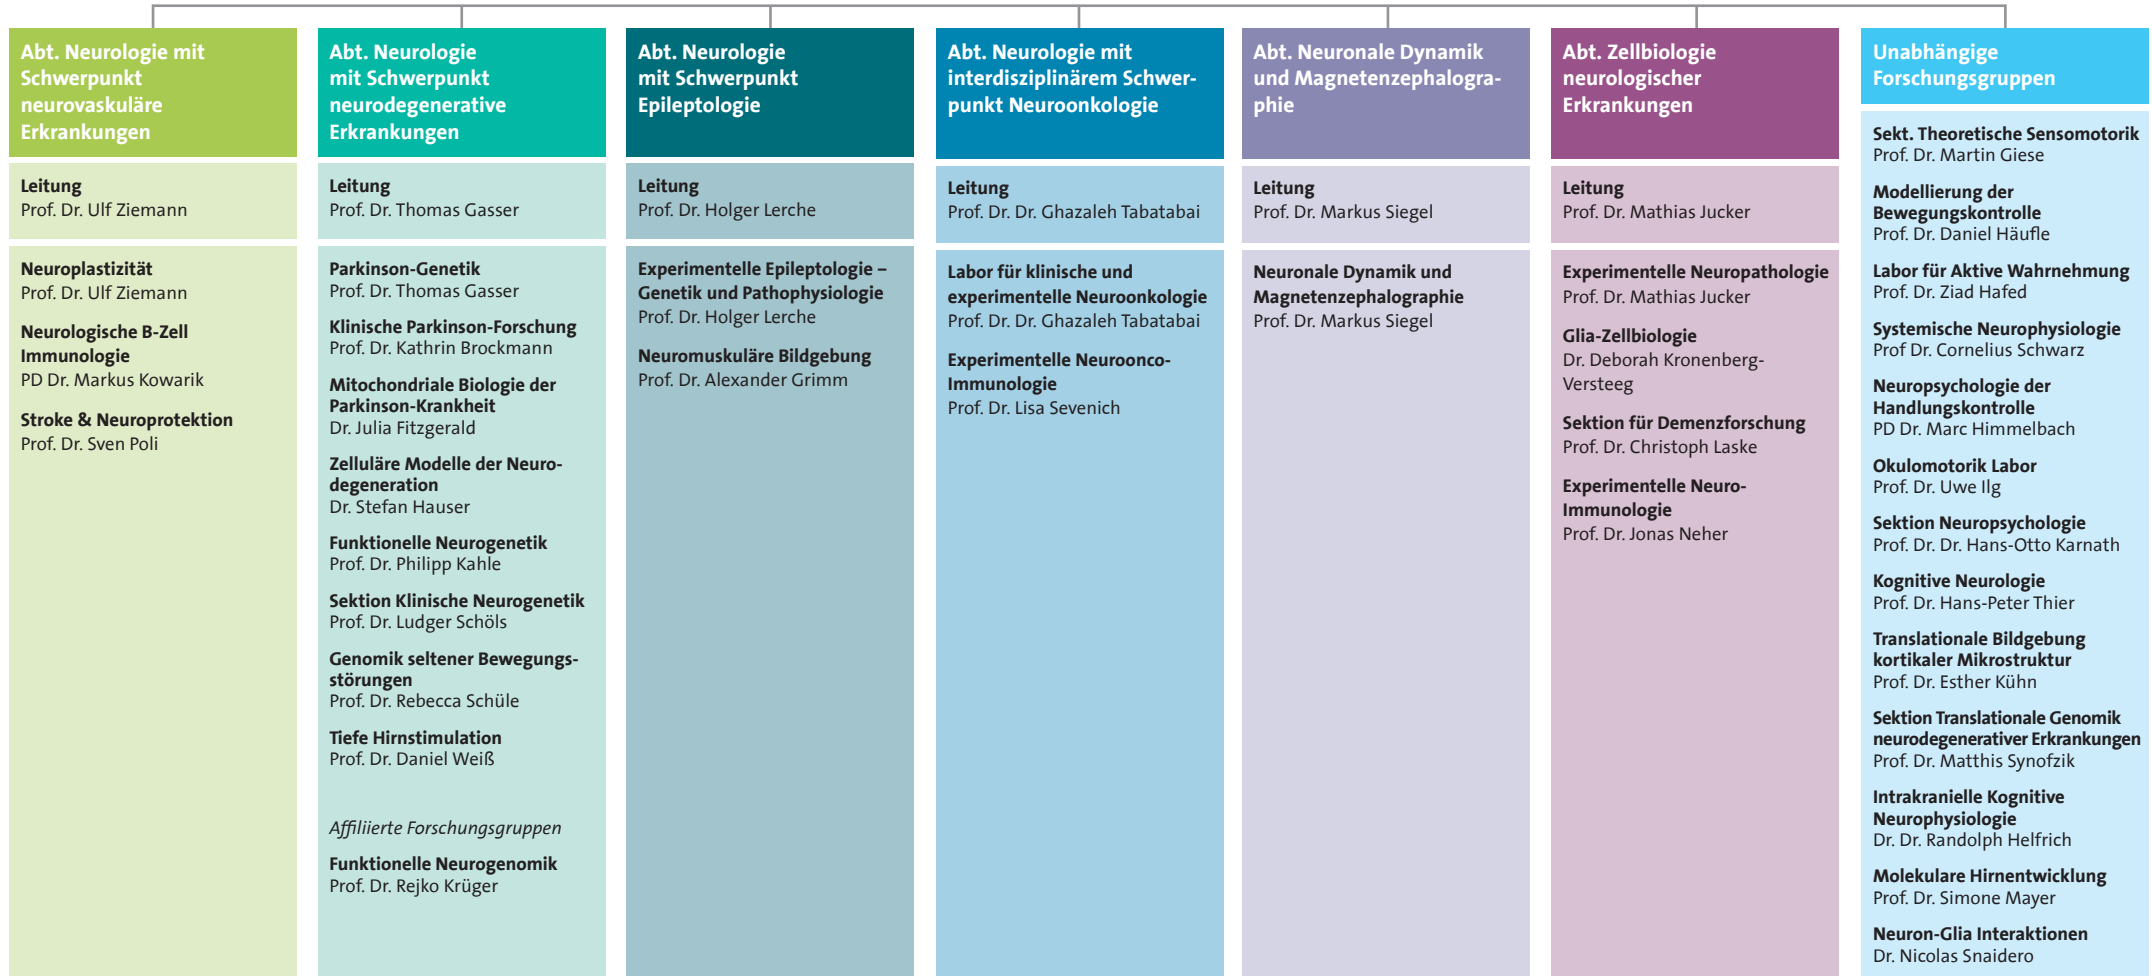 Abt. Neurologie mit
Schwerpunkt
neurovaskuläre
Erkrankungen
Leitung
Prof. Dr. Ulf Ziemann
Neuroplastizität
Prof. Dr. Ulf Ziemann
Neurologische B-Zell
Immunologie
PD Dr. Markus Kowarik
Stroke & Neuroprotektion
Prof. Dr. Sven Poli
Abt. Neurologie
mit Schwerpunkt
neurodegenerative
Erkrankungen
Leitung
Prof. Dr. Thomas Gasser
Parkinson-Genetik
Prof. Dr. Thomas Gasser
Klinische Parkinson-Forschung
Prof. Dr. Kathrin Brockmann
Mitochondriale Biologie der
Parkinson-Krankheit
Dr. Julia Fitzgerald
Zelluläre Modelle der Neuro-
degeneration
Dr. Stefan Hauser
Funktionelle Neurogenetik
Prof. Dr. Philipp Kahle
Sektion Klinische Neurogenetik
Prof. Dr. Ludger Schöls
Genomik seltener Bewegungs-
störungen
Prof. Dr. Rebecca Schüle
Tiefe Hirnstimulation
Prof. Dr. Daniel Weiß
Affiliierte Forschungsgruppen
Funktionelle Neurogenomik
Prof. Dr. Rejko Krüger
Abt. Neurologie
mit Schwerpunkt
Epileptologie
Leitung
Prof. Dr. Holger Lerche
Experimentelle Epileptologie –
Genetik und Pathophysiologie
Prof. Dr. Holger Lerche
Neuromuskuläre Bildgebung
Prof. Dr. Alexander Grimm
Abt. Neurologie mit
interdisziplinärem Schwer-
punkt Neuroonkologie
Leitung
Prof. Dr. Dr. Ghazaleh Tabatabai
Labor für klinische und
experimentelle Neuroonkologie
Prof. Dr. Dr. Ghazaleh Tabatabai
Experimentelle Neuroonco-
Immunologie
Prof. Dr. Lisa Sevenich
Abt. Neuronale Dynamik
und Magnetenzephalogra-
phie
Leitung
Prof. Dr. Markus Siegel
Neuronale Dynamik und
Magnetenzephalographie
Prof. Dr. Markus Siegel
Abt. Zellbiologie
neurologischer
Erkrankungen
Leitung
Prof. Dr. Mathias Jucker
Experimentelle Neuropathologie
Prof. Dr. Mathias Jucker
Glia-Zellbiologie
Dr. Deborah Kronenberg-
Versteeg
Sektion für Demenzforschung
Prof. Dr. Christoph Laske
Experimentelle Neuro-
Immunologie
Prof. Dr. Jonas Neher
Unabhängige
Forschungsgruppen
Sekt. Theoretische Sensomotorik
Prof. Dr. Martin Giese
Modellierung der
Bewegungskontrolle
Prof. Dr. Daniel Häufle
Labor für Aktive Wahrnehmung
Prof. Dr. Ziad Hafed
Systemische Neurophysiologie
Prof Dr. Cornelius Schwarz
Neuropsychologie der
Handlungskontrolle
PD Dr. Marc Himmelbach
Okulomotorik Labor
Prof. Dr. Uwe Ilg
Sektion Neuropsychologie
Prof. Dr. Dr. Hans-Otto Karnath
Kognitive Neurologie
Prof. Dr. Hans-Peter Thier
Translationale Bildgebung
kortikaler Mikrostruktur
Prof. Dr. Esther Kühn
Sektion Translationale Genomik
neurodegenerativer Erkrankungen
Prof. Dr. Matthis Synofzik
Intrakranielle Kognitive
Neurophysiologie
Dr. Dr. Randolph Helfrich
Molekulare Hirnentwicklung
Prof. Dr. Simone Mayer
Neuron-Glia Interaktionen
Dr. Nicolas Snaidero